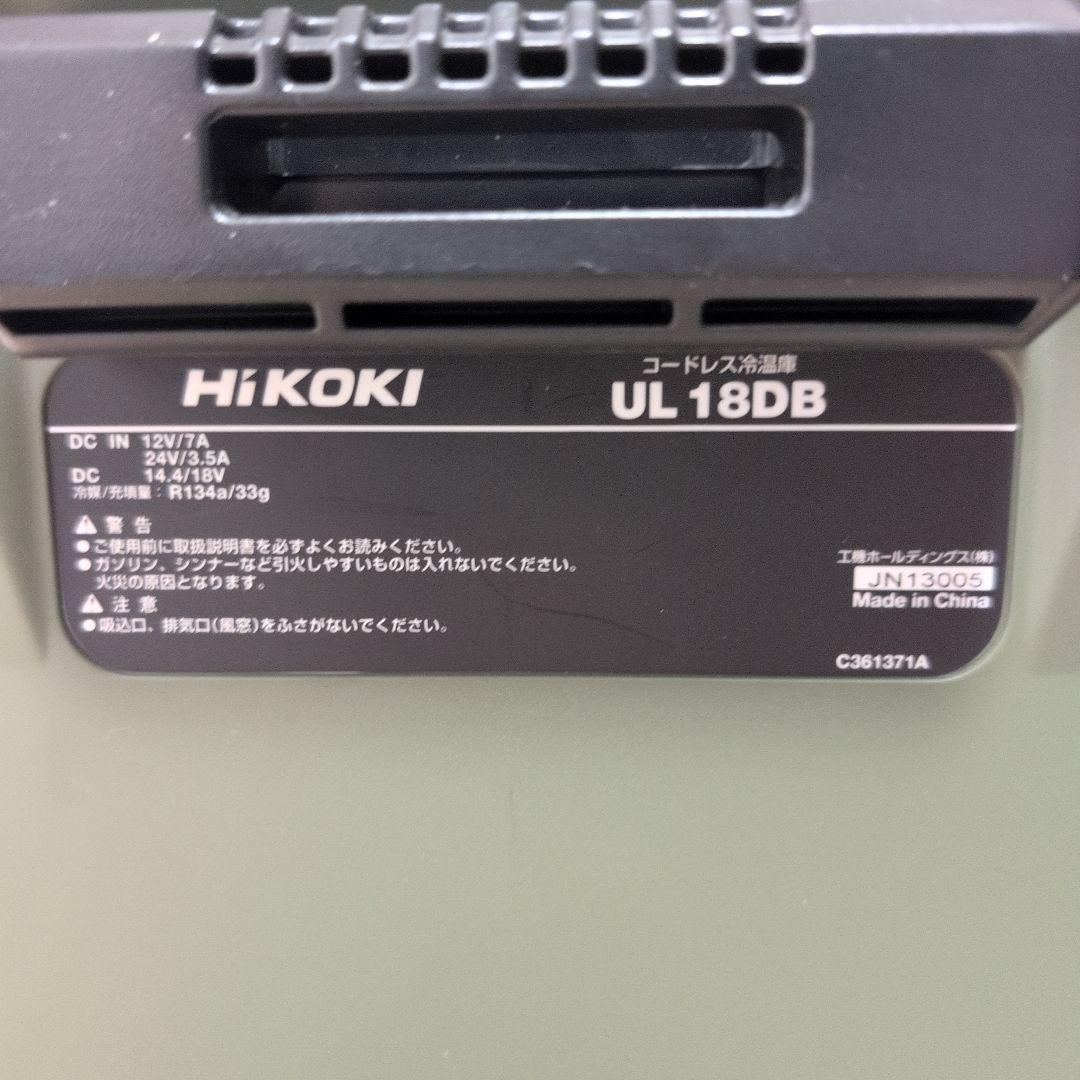 HiKOKI
コードレス冷温庫
UL 18DB
DC IN 12V/7A
24V/3.5A
DC 14.4/18V
冷媒/充填量：R134a/33g
⚠ 警告
●ご使用前に取扱説明書を必ずよくお読みください。
●ガソリン、シンナーなど引火しやすいものは入れないでください。
火災の原因となります。
⚠ 注意
●吸込口、排気口(風窓)をふさがないでください。
工機ホールディングス(株)
JN13005
Made in China
C361371A